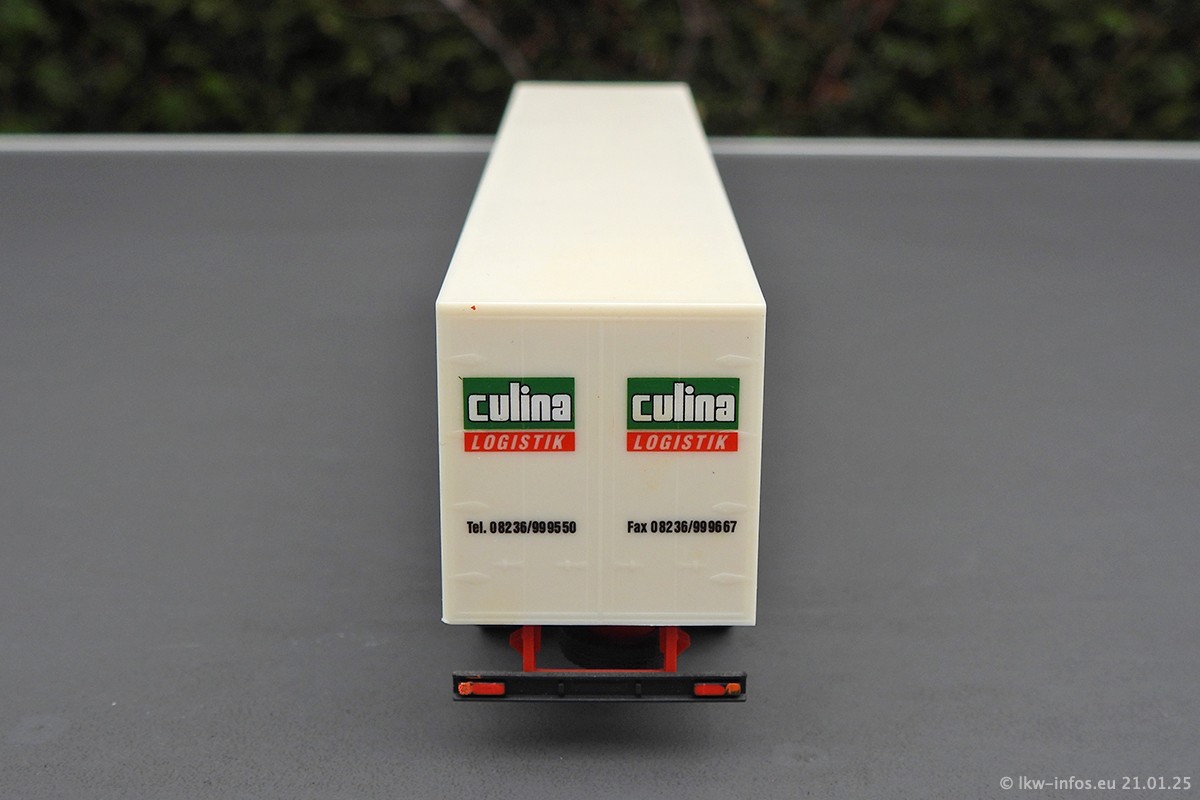 culina
LOGISTIK
culina
LOGISTIK
Tel. 08236/999550
Fax 08236/999667
© lkw-infos.eu 21.01.25